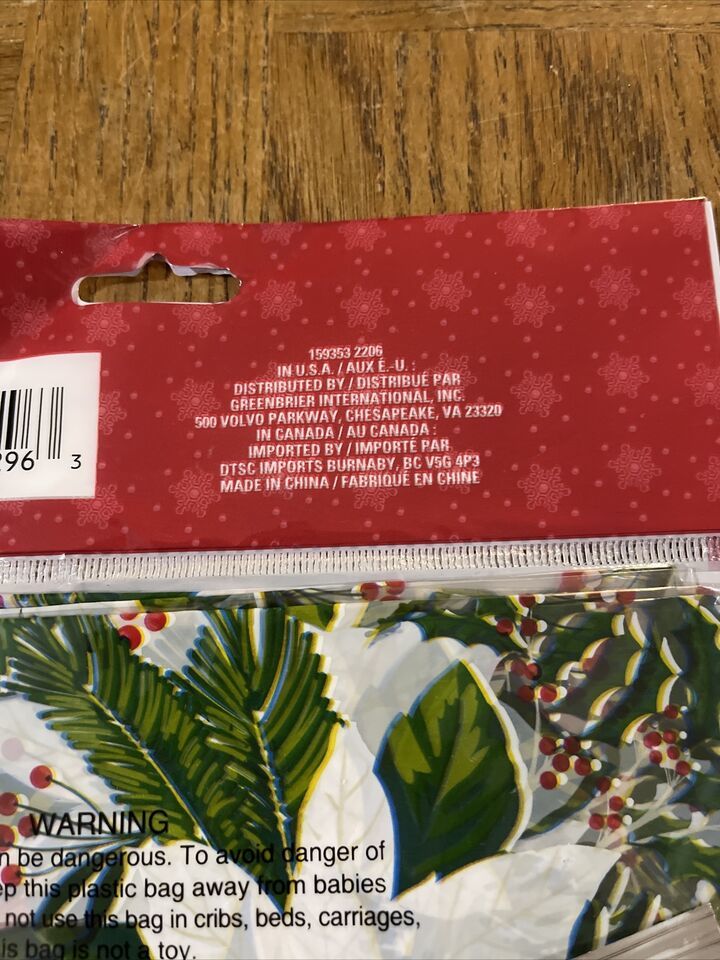 159353 2206
IN U.S.A. / AUX É.-U. :
DISTRIBUTED BY / DISTRIBUÉ PAR
GREENBRIER INTERNATIONAL, INC.
500 VOLVO PARKWAY, CHESAPEAKE, VA 23320
IN CANADA / AU CANADA :
IMPORTED BY / IMPORTÉ PAR
DTSC IMPORTS BURNABY, BC V5G 4P3
MADE IN CHINA / FABRIQUÉ EN CHINE
296 3
WARNING
n be dangerous. To avoid danger of
ep this plastic bag away from babies
not use this bag in cribs, beds, carriages,
is bag is not a toy.